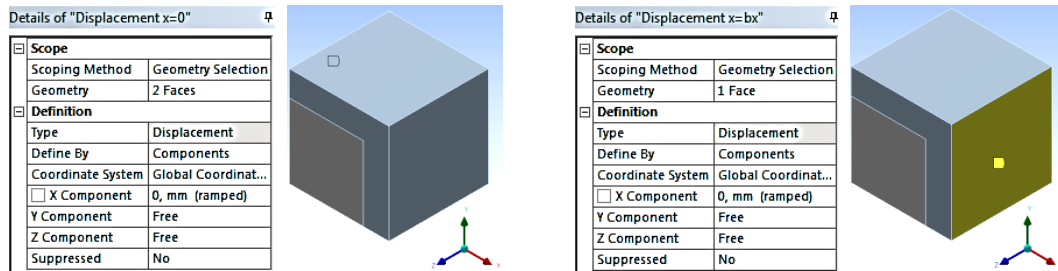 Details of "Displacement x=0"
Scope
Scoping Method Geometry Selection
Geometry 2 Faces
Definition
Type Displacement
Define By Components
Coordinate System Global Coordinat...
X Component 0, mm (ramped)
Y Component Free
Z Component Free
Suppressed No
Y
Z X
Details of "Displacement x=bx"
Scope
Scoping Method Geometry Selection
Geometry 1 Face
Definition
Type Displacement
Define By Components
Coordinate System Global Coordinat...
X Component 0, mm (ramped)
Y Component Free
Z Component Free
Suppressed No
Y
Z X